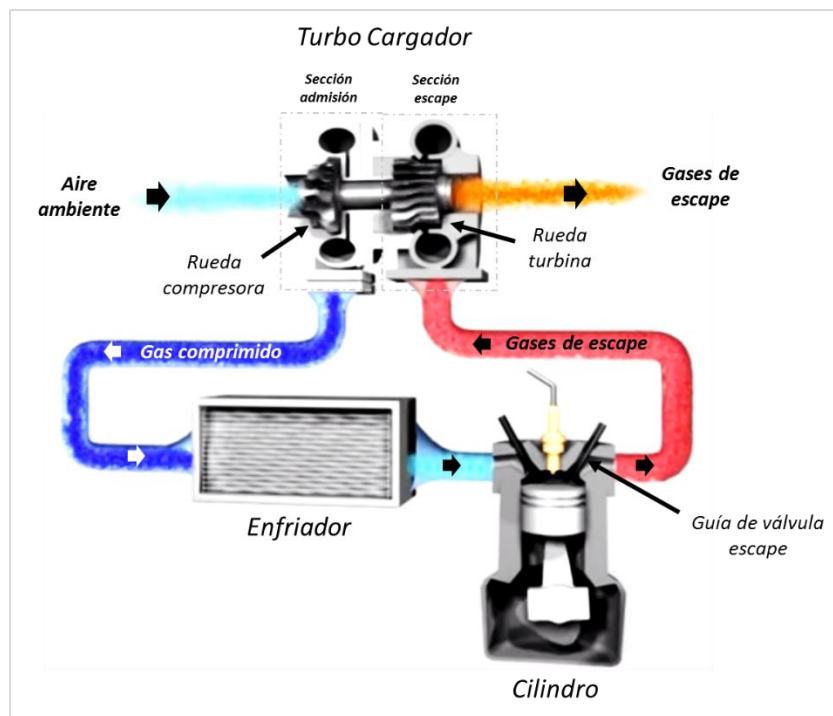 Turbo Cargador
Sección
admisión
Sección
escape
Aire
ambiente
Gases de
escape
Rueda
compresora
Rueda
turbina
Gas comprimido
Gases de escape
Enfriador
Guía de válvula
escape
Cilindro